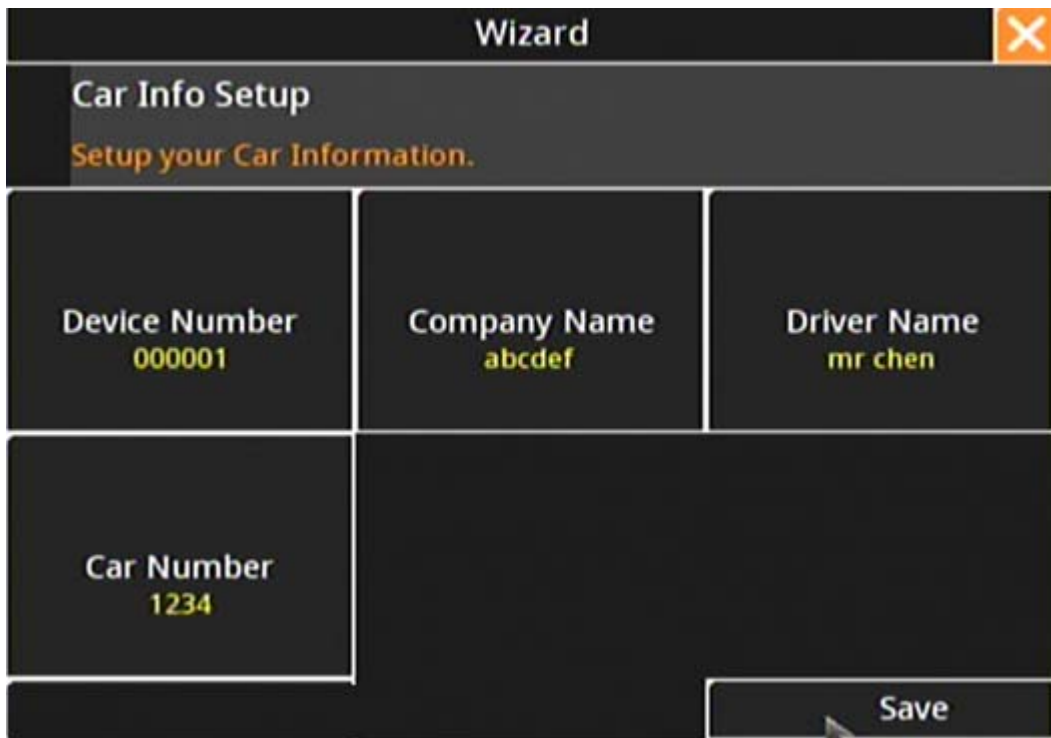 Wizard
Car Info Setup
Setup your Car Information.
Device Number
000001
Company Name
abcdef
Driver Name
mr chen
Car Number
1234
Save